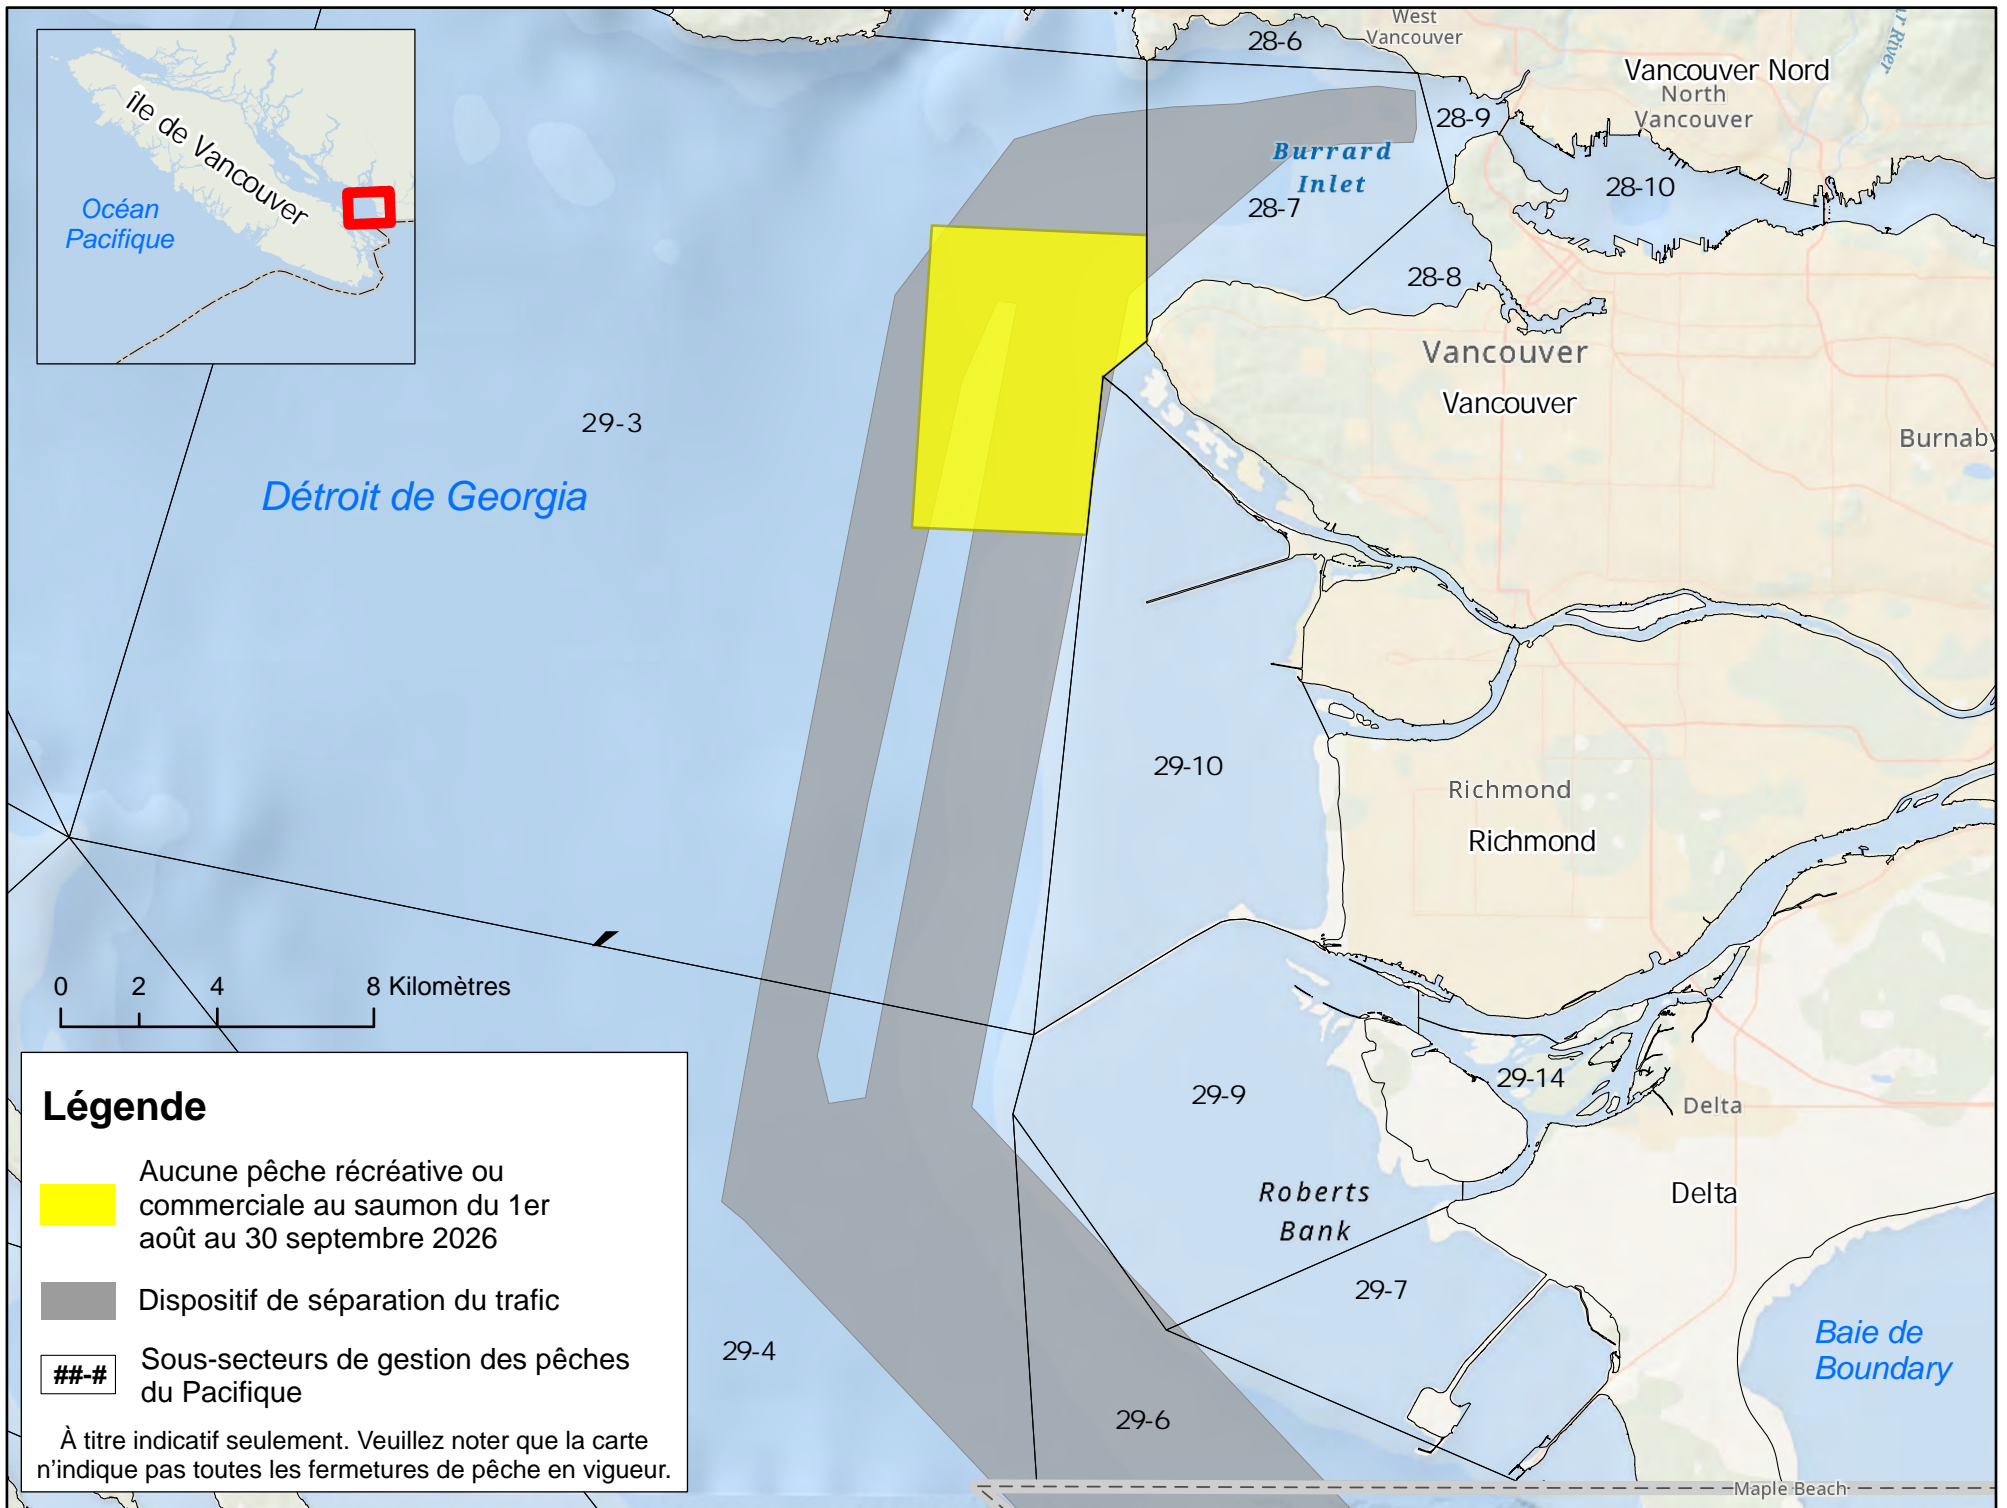 île de Vancouver
Océan
Pacifique
West
Vancouver
28-6
Vancouver Nord
North
Vancouver
28-9
Burrard
Inlet
28-7
28-10
28-8
Vancouver
Vancouver
Burnaby
29-3
Détroit de Georgia
29-10
Richmond
Richmond
0 2 4 8 Kilomètres
29-9
29-14
Delta
Delta
Roberts
Bank
29-7
29-4
29-6
Baie de
Boundary
Maple Beach
Légende
Aucune pêche récréative ou
commerciale au saumon du 1er
août au 30 septembre 2026
Dispositif de séparation du trafic
##-#
Sous-secteurs de gestion des pêches
du Pacifique
À titre indicatif seulement. Veuillez noter que la carte
n'indique pas toutes les fermetures de pêche en vigueur.